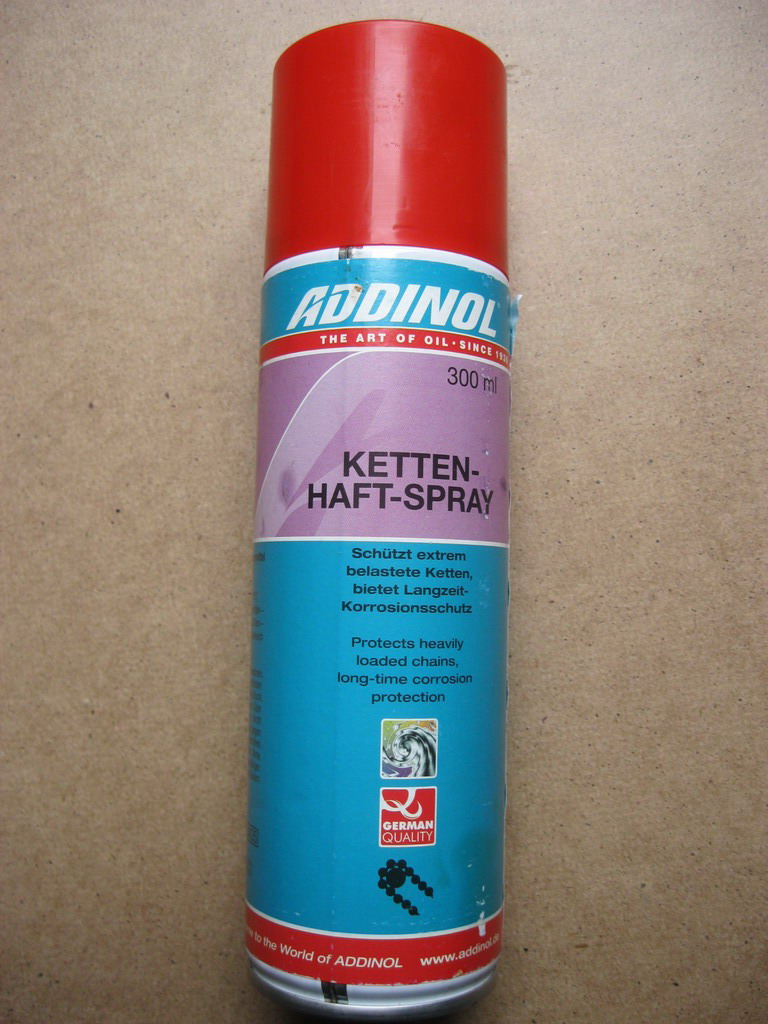 ADDINOL
THE ART OF OIL · SINCE
300 ml
KETTEN-
HAFT-SPRAY
Schützt extrem
belastete Ketten,
bietet Langzeit-
Korrosionsschutz
Protects heavily
loaded chains,
long-time corrosion
protection
GERMAN
QUALITY
to the World of ADDINOL www.addinol.de